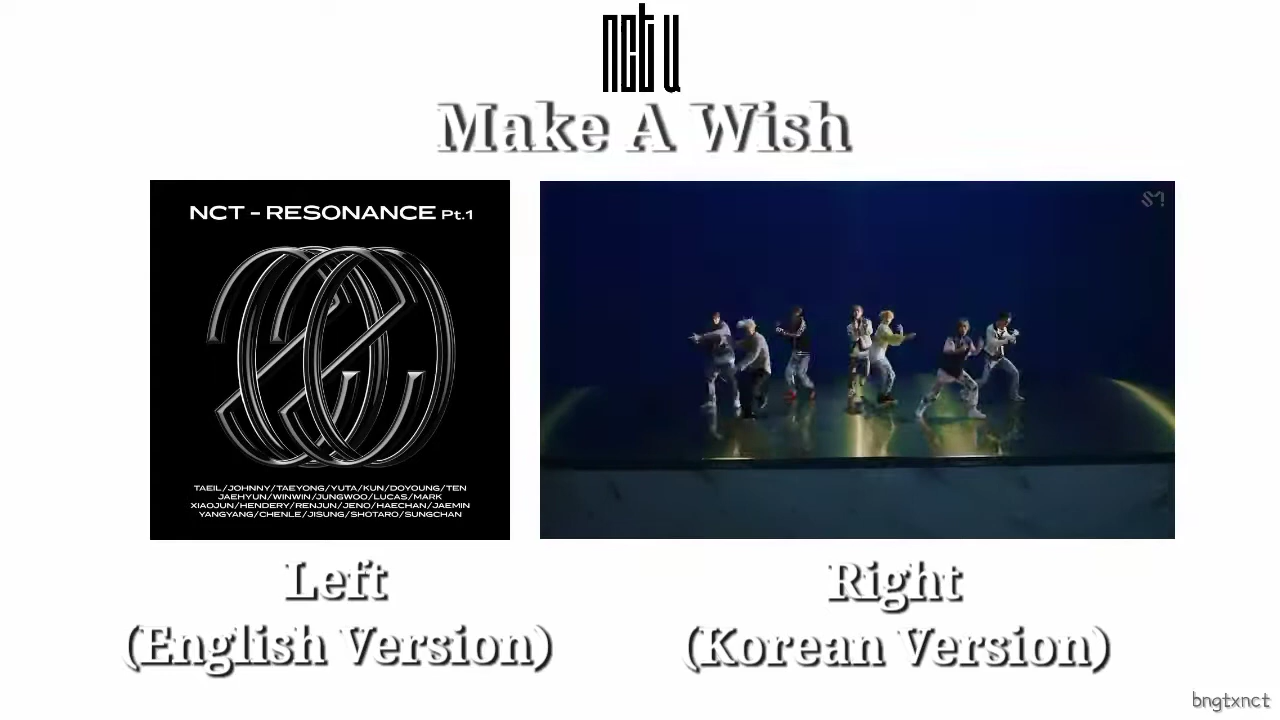 nct u
Make A Wish
NCT - RESONANCE Pt.1
SM!
TAEIL/JOHNNY/TAEYONG/YUTA/KUN/DOYOUNG/TEN
JAEHYUN/WINWIN/JUNGWOO/LUCAS/MARK
XIAOJUN/HENDERY/RENJUN/JENO/HAECHAN/JAEMIN
YANGYANG/CHENLE/JISUNG/SHOTARO/SUNGCHAN
Left
(English Version)
Right
(Korean Version)
bngtxnct